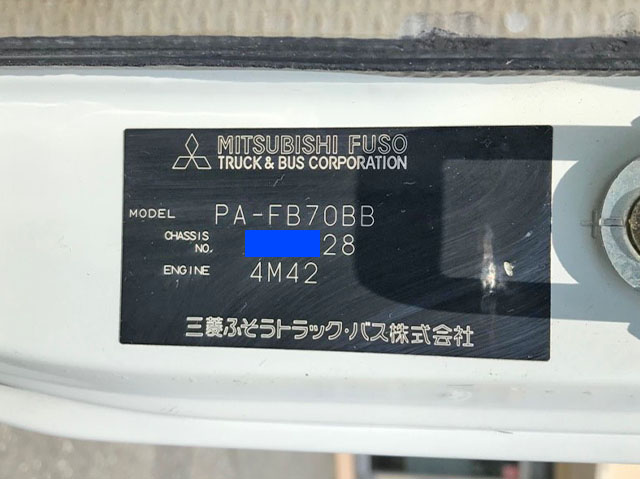 MITSUBISHI FUSO
TRUCK & BUS CORPORATION
MODEL PA-FB70BB
CHASSIS NO. 28
ENGINE 4M42
三菱ふそうトラック・バス株式会社